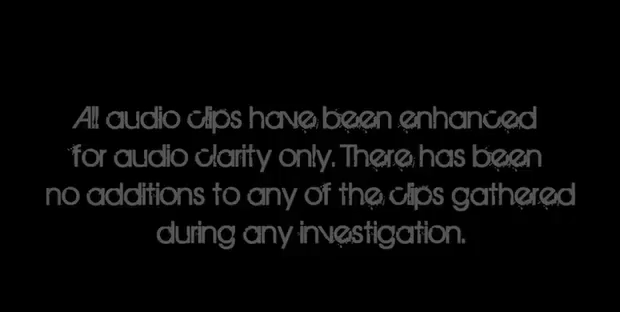 All audio clips have been enhanced
for audio clarity only. There has been
no additions to any of the clips gathered
during any investigation.